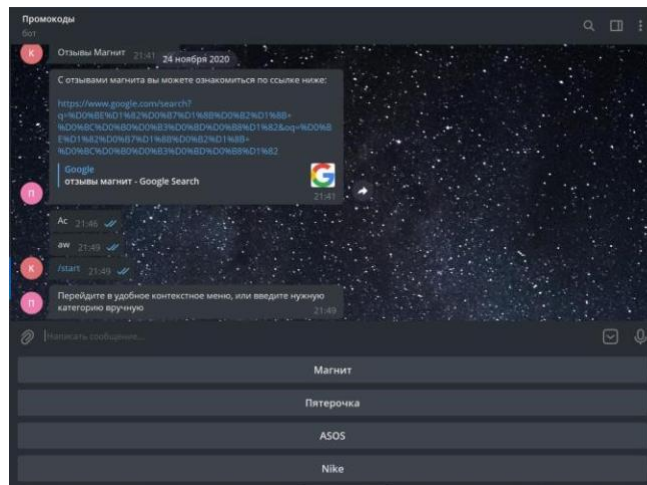 Промокоды
бот
К
Отзывы Магнит 21:41
24 ноября 2020
С отзывами магнита вы можете ознакомиться по ссылке ниже:
https://www.google.com/search?
q=%D0%BE%D1%82%D0%B7%D1%8B%D0%B2%D1%8B+
%D0%BC%D0%B0%D0%B3%D0%BD%D0%B8%D1%82&oq=%D0%B
E%D1%82%D0%B7%D1%8B%D0%B2%D1%8B+
%D0%BC%D0%B0%D0%B3%D0%BD%D0%B8%D1%82
Google
отзывы магнит - Google Search
G
П
21:41
Ac 21:46
aw 21:49
К
/start 21:49
П
Перейдите в удобное контекстное меню, или введите нужную
категорию вручную
21:49
Написать сообщение...
Магнит
Пятерочка
ASOS
Nike